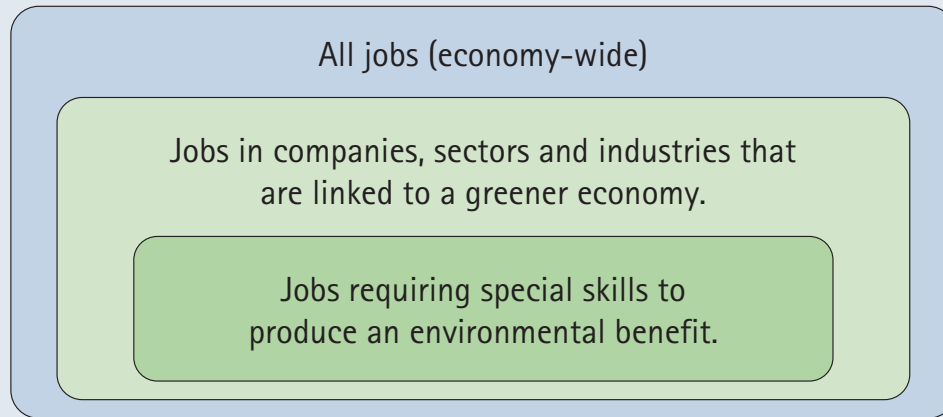 All jobs (economy-wide)
Jobs in companies, sectors and industries that
are linked to a greener economy.
Jobs requiring special skills to
produce an environmental benefit.